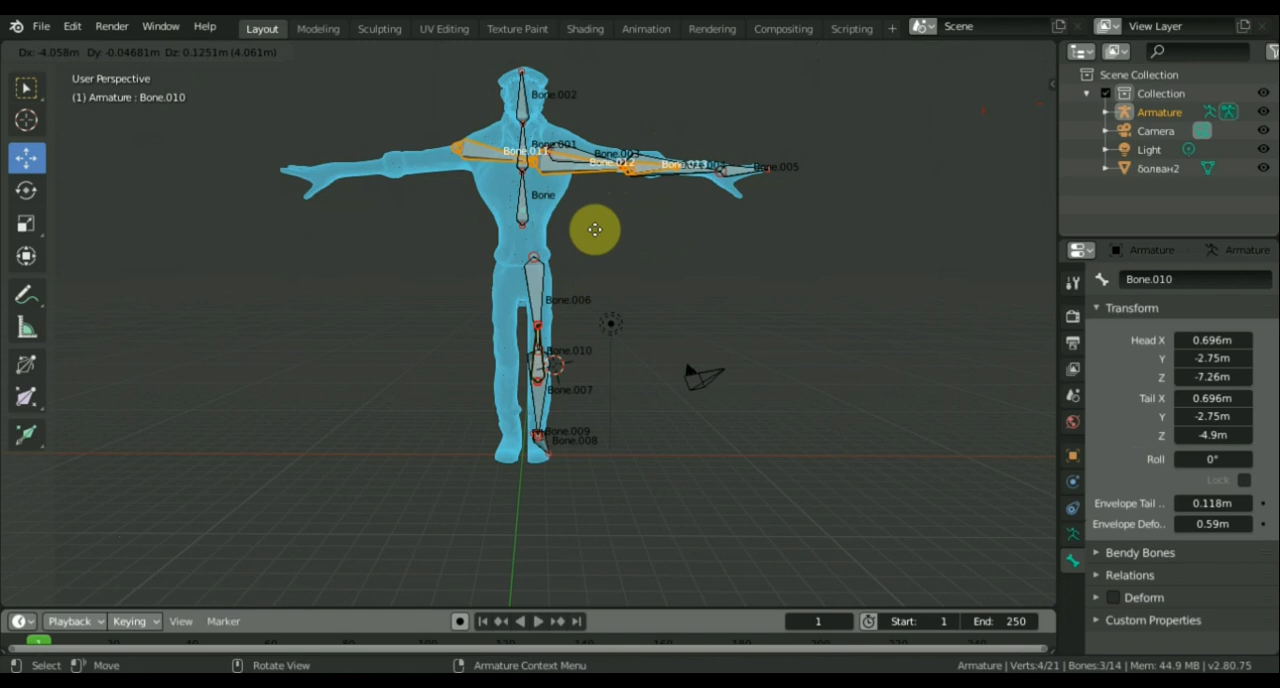 File Edit Render Window Help Layout Modeling Sculpting UV Editing Texture Paint Shading Animation Rendering Compositing Scripting + Scene View Layer
Dx: -4.058m Dy: -0.04681m Dz: 0.1251m (4.061m)
User Perspective
(1) Armature : Bone.010
Bone.002
Bone.001
Bone.011
Bone.012
Bone.013
Bone.005
Bone
Bone.006
Bone.010
Bone.007
Bone.009
Bone.008
Scene Collection
Collection
Armature
Camera
Light
болван2
Armature Armature
Bone.010
Transform
Head X 0.696m
Y -2.75m
Z -7.26m
Tail X 0.696m
Y -2.75m
Z -4.9m
Roll 0°
Lock
Envelope Tail .. 0.118m
Envelope Defo.. 0.59m
Bendy Bones
Relations
Deform
Custom Properties
Playback Keying View Marker 1 Start: 1 End: 250
1
Select Move Rotate View Armature Context Menu Armature | Verts:4/21 | Bones:3/14 | Mem: 44.9 MB | v2.80.75